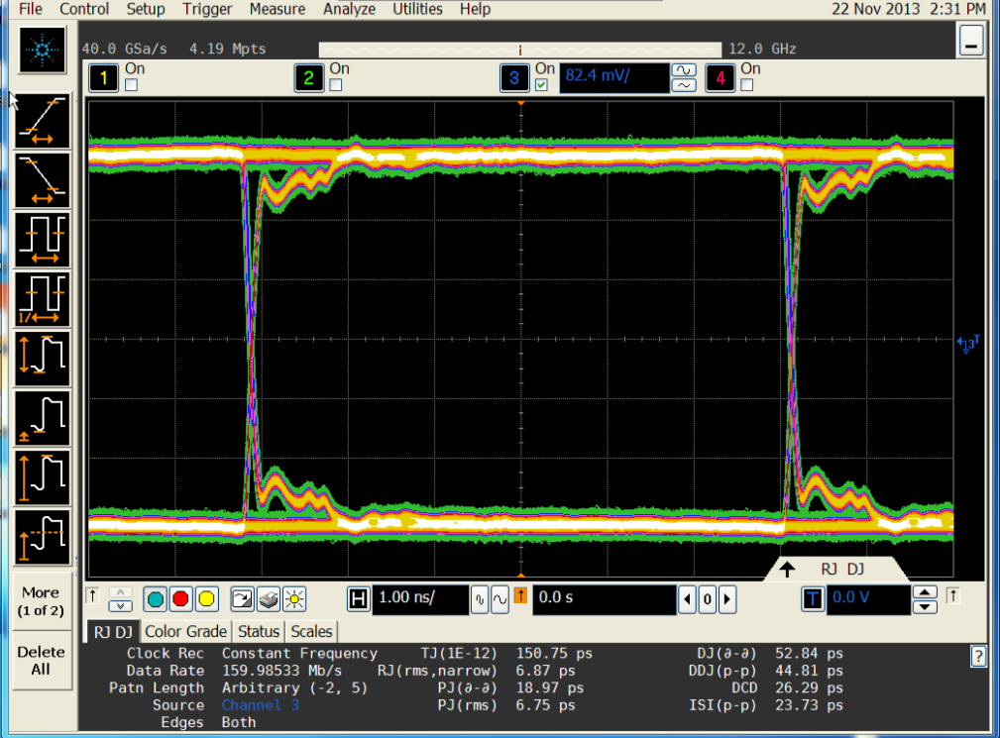 File Control Setup Trigger Measure Analyze Utilities Help 22 Nov 2013 2:31 PM
40.0 GSa/s 4.19 Mpts 12.0 GHz
1 On 2 On 3 On 82.4 mV/ 4 On
3 T
1/
More
(1 of 2)
Delete
All
RJ DJ
H 1.00 ns/ 0.0 s 0 T 0.0 V
RJ DJ Color Grade Status Scales
Clock Rec Constant Frequency TJ(1E-12) 150.75 ps DJ(∂-∂) 52.84 ps
Data Rate 159.98533 Mb/s RJ(rms,narrow) 6.87 ps DDJ(p-p) 44.81 ps
Patn Length Arbitrary (-2, 5) PJ(∂-∂) 18.97 ps DCD 26.29 ps
Source Channel 3 PJ(rms) 6.75 ps ISI(p-p) 23.73 ps
Edges Both
?